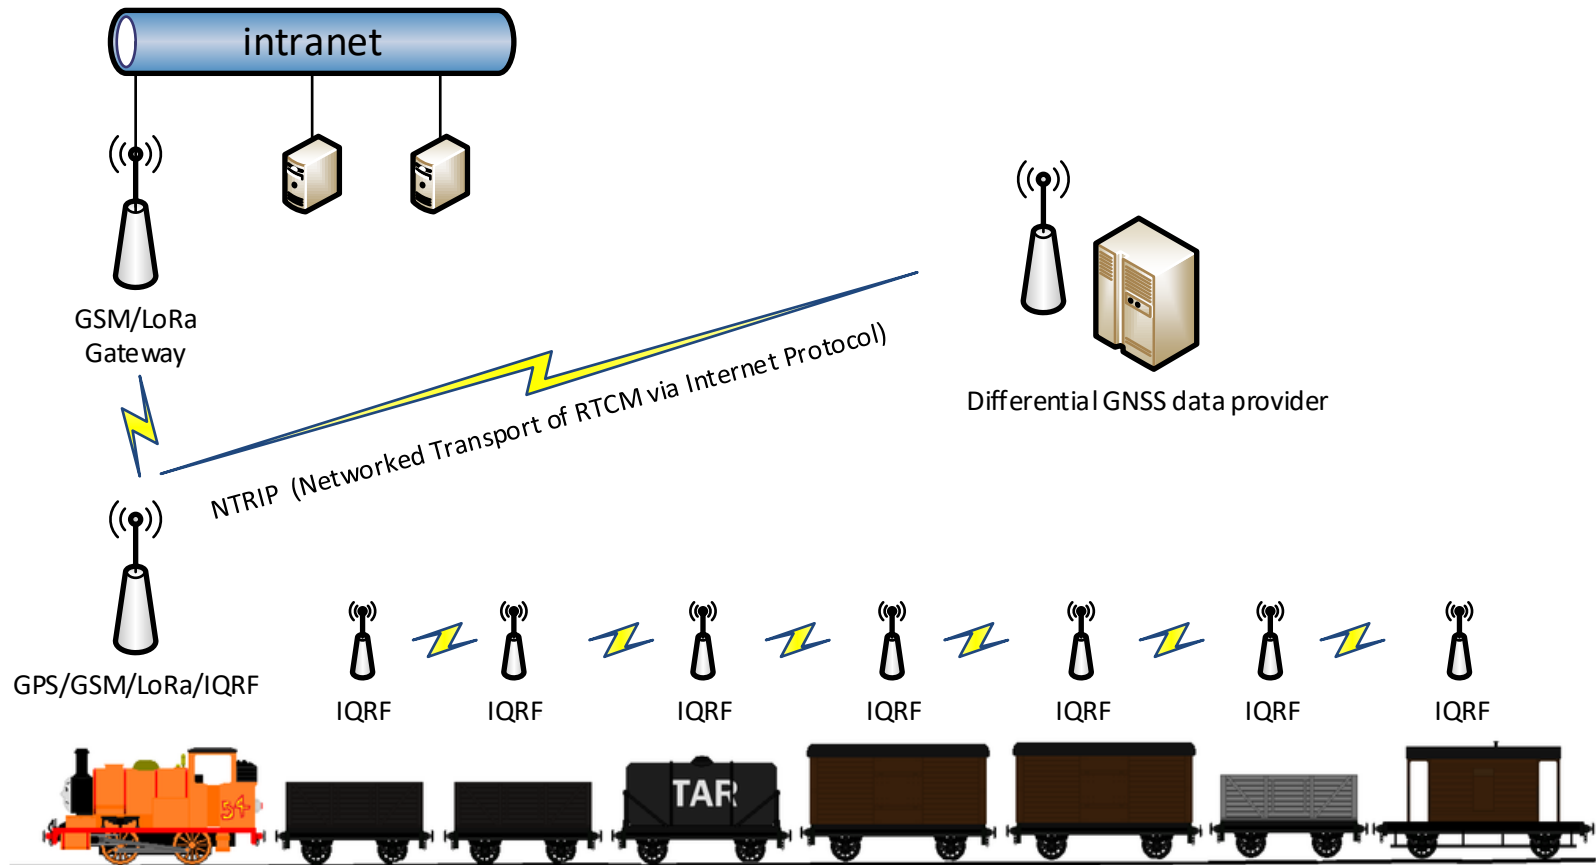 intranet
GSM/LoRa
Gateway
Differential GNSS data provider
NTRIP (Networked Transport of RTCM via Internet Protocol)
GPS/GSM/LoRa/IQRF
IQRF
IQRF
IQRF
IQRF
IQRF
IQRF
IQRF
54
TAR